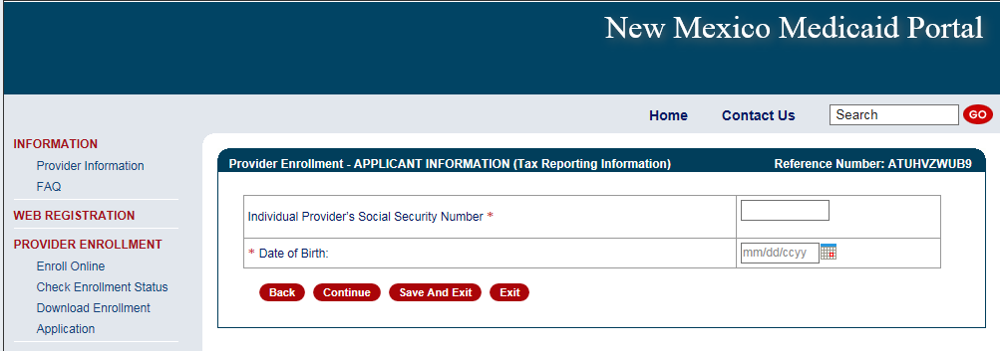 New Mexico Medicaid Portal
Home Contact Us Search GO
INFORMATION
Provider Information
FAQ
WEB REGISTRATION
PROVIDER ENROLLMENT
Enroll Online
Check Enrollment Status
Download Enrollment
Application
Provider Enrollment - APPLICANT INFORMATION (Tax Reporting Information) Reference Number: ATUHVZWUB9
Individual Provider's Social Security Number *
* Date of Birth: mm/dd/ccyy
Back Continue Save And Exit Exit